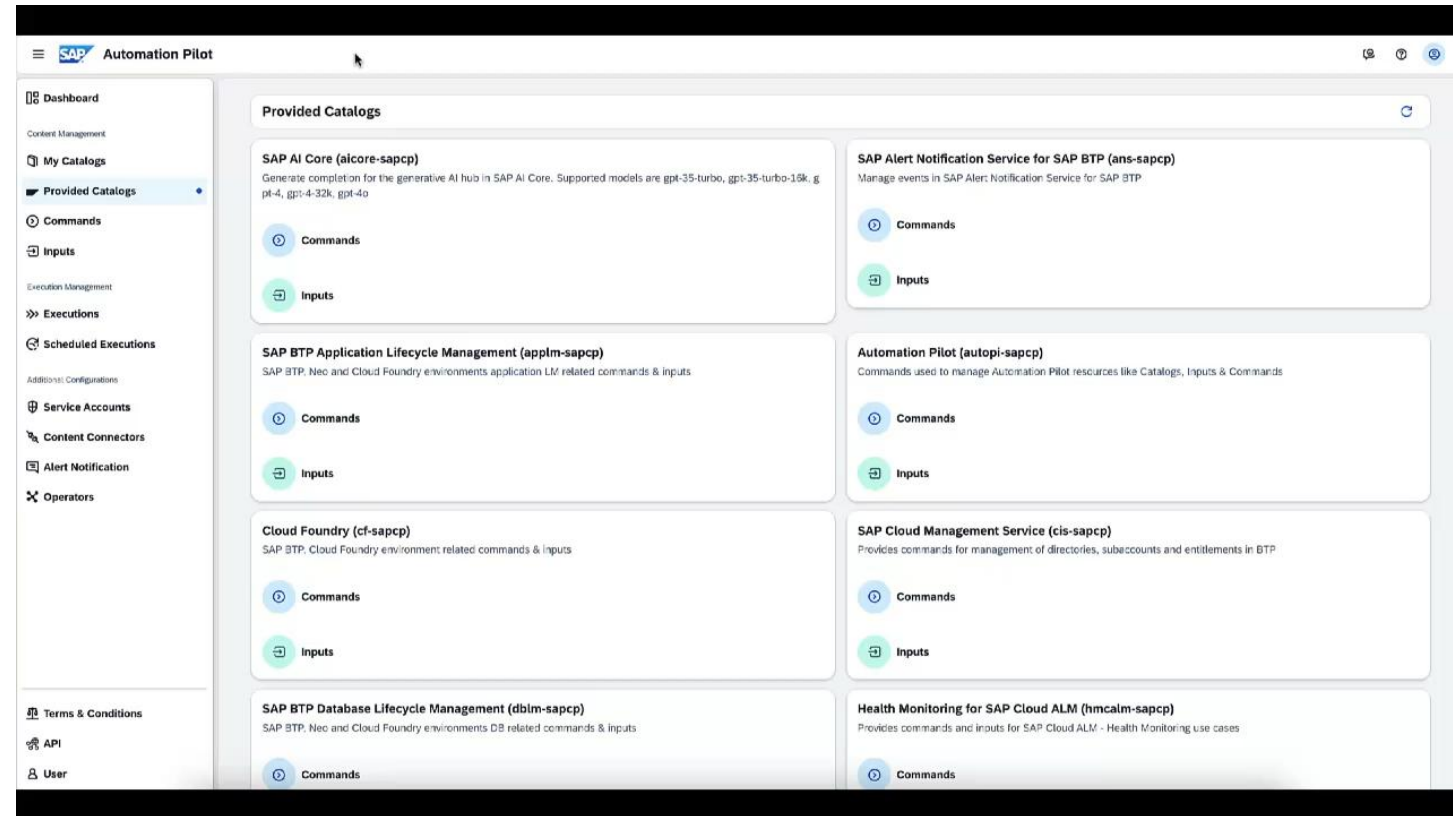 SAP Automation Pilot
Dashboard
Content Management
My Catalogs
Provided Catalogs
Commands
Inputs
Execution Management
Executions
Scheduled Executions
Additional Configurations
Service Accounts
Content Connectors
Alert Notification
Operators
Terms & Conditions
API
User
Provided Catalogs
SAP AI Core (aicore-sapcp)
Generate completion for the generative AI hub in SAP AI Core. Supported models are gpt-35-turbo, gpt-35-turbo-16k, g
pt-4, gpt-4-32k, gpt-4o
Commands
Inputs
SAP Alert Notification Service for SAP BTP (ans-sapcp)
Manage events in SAP Alert Notification Service for SAP BTP
Commands
Inputs
SAP BTP Application Lifecycle Management (applm-sapcp)
SAP BTP, Neo and Cloud Foundry environments application LM related commands & inputs
Commands
Inputs
Automation Pilot (autopi-sapcp)
Commands used to manage Automation Pilot resources like Catalogs, Inputs & Commands
Commands
Inputs
Cloud Foundry (cf-sapcp)
SAP BTP, Cloud Foundry environment related commands & inputs
Commands
Inputs
SAP Cloud Management Service (cis-sapcp)
Provides commands for management of directories, subaccounts and entitlements in BTP
Commands
Inputs
SAP BTP Database Lifecycle Management (dblm-sapcp)
SAP BTP, Neo and Cloud Foundry environments DB related commands & inputs
Commands
Health Monitoring for SAP Cloud ALM (hmcalm-sapcp)
Provides commands and inputs for SAP Cloud ALM - Health Monitoring use cases
Commands